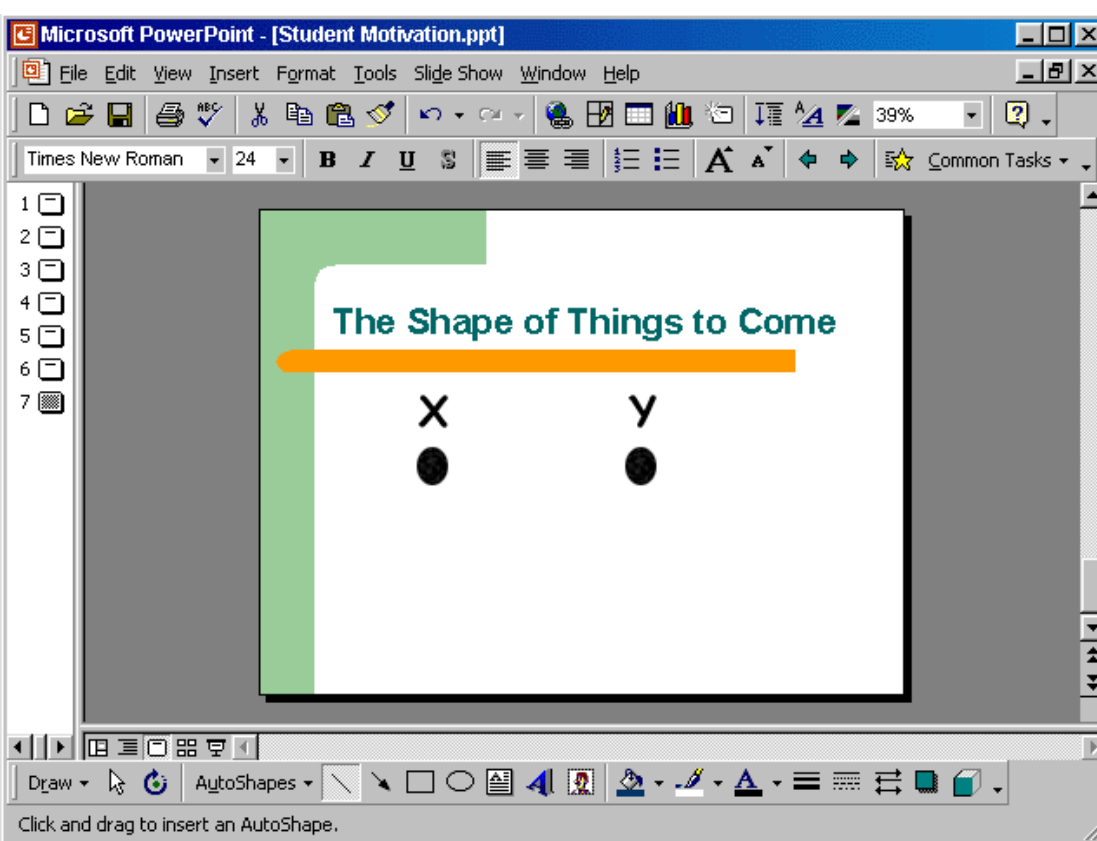 Microsoft PowerPoint - [Student Motivation.ppt]
File Edit View Insert Format Tools Slide Show Window Help
ABC 39%
Times New Roman 24 B I U S A A Common Tasks
1
2
3
4
5
6
7
The Shape of Things to Come
X Y
Draw AutoShapes A A
Click and drag to insert an AutoShape.